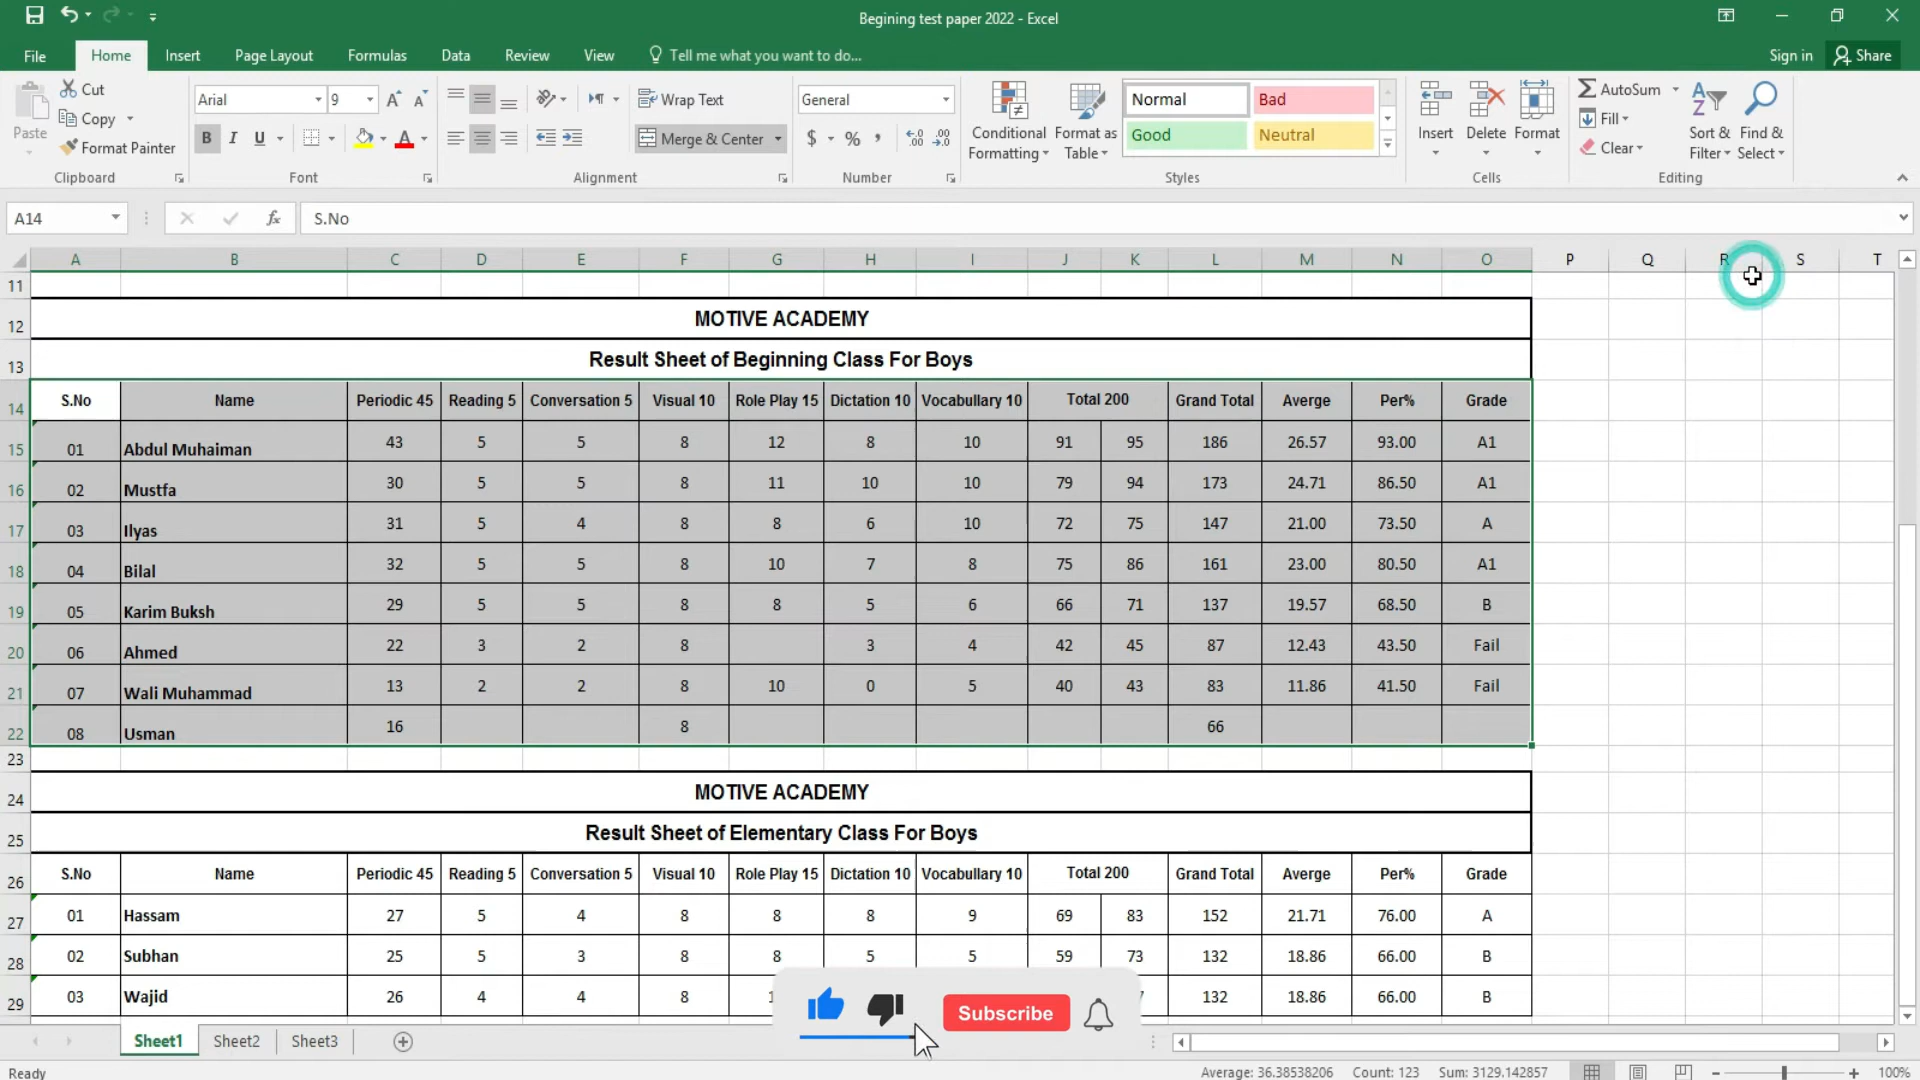 Begining test paper 2022 - Excel
File Home Insert Page Layout Formulas Data Review View Tell me what you want to do... Sign in Share
Paste Cut Copy Format Painter Clipboard
Arial 9 B I U Font
Wrap Text Merge & Center Alignment
General $ % Number
Conditional Formatting Format as Table Normal Bad Good Neutral Styles
Insert Delete Format Cells
AutoSum Fill Clear Sort & Filter Find & Select Editing
A14 fx S.No
A B C D E F G H I J K L M N O P Q R S T
11
12 MOTIVE ACADEMY
13 Result Sheet of Beginning Class For Boys
14 S.No Name Periodic 45 Reading 5 Conversation 5 Visual 10 Role Play 15 Dictation 10 Vocabullary 10 Total 200 Grand Total Averge Per% Grade
15 01 Abdul Muhaiman 43 5 5 8 12 8 10 91 95 186 26.57 93.00 A1
16 02 Mustfa 30 5 5 8 11 10 10 79 94 173 24.71 86.50 A1
17 03 Ilyas 31 5 4 8 8 6 10 72 75 147 21.00 73.50 A
18 04 Bilal 32 5 5 8 10 7 8 75 86 161 23.00 80.50 A1
19 05 Karim Buksh 29 5 5 8 8 5 6 66 71 137 19.57 68.50 B
20 06 Ahmed 22 3 2 8 3 4 42 45 87 12.43 43.50 Fail
21 07 Wali Muhammad 13 2 2 8 10 0 5 40 43 83 11.86 41.50 Fail
22 08 Usman 16 8 66
23
24 MOTIVE ACADEMY
25 Result Sheet of Elementary Class For Boys
26 S.No Name Periodic 45 Reading 5 Conversation 5 Visual 10 Role Play 15 Dictation 10 Vocabullary 10 Total 200 Grand Total Averge Per% Grade
27 01 Hassam 27 5 4 8 8 8 9 69 83 152 21.71 76.00 A
28 02 Subhan 25 5 3 8 8 5 5 59 73 132 18.86 66.00 B
29 03 Wajid 26 4 4 8 132 18.86 66.00 B
Subscribe
Sheet1 Sheet2 Sheet3
Ready Average: 36.38538206 Count: 123 Sum: 3129.142857 100%